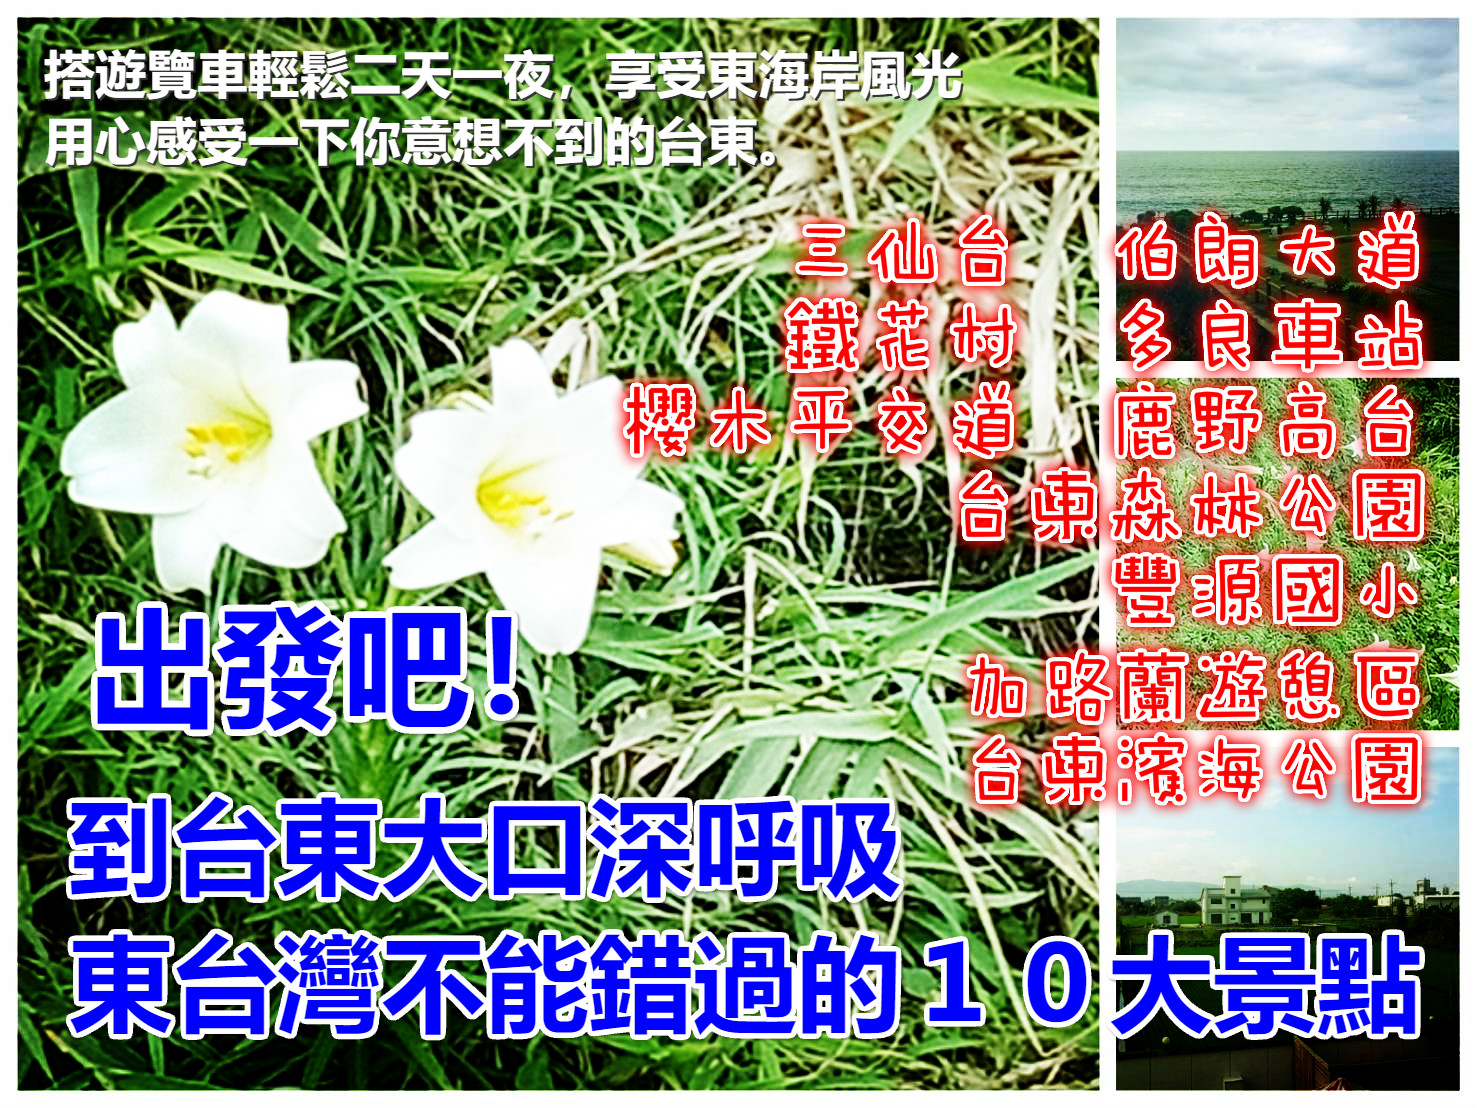 搭遊覽車輕鬆二天一夜，享受東海岸風光
用心感受一下你意想不到的台東。
三仙台 伯朗大道
鐵花村 多良車站
櫻木平交道 鹿野高台
台東森林公園
豐源國小
加路蘭遊憩區
台東濱海公園
出發吧！
到台東大口深呼吸
東台灣不能錯過的１０大景點